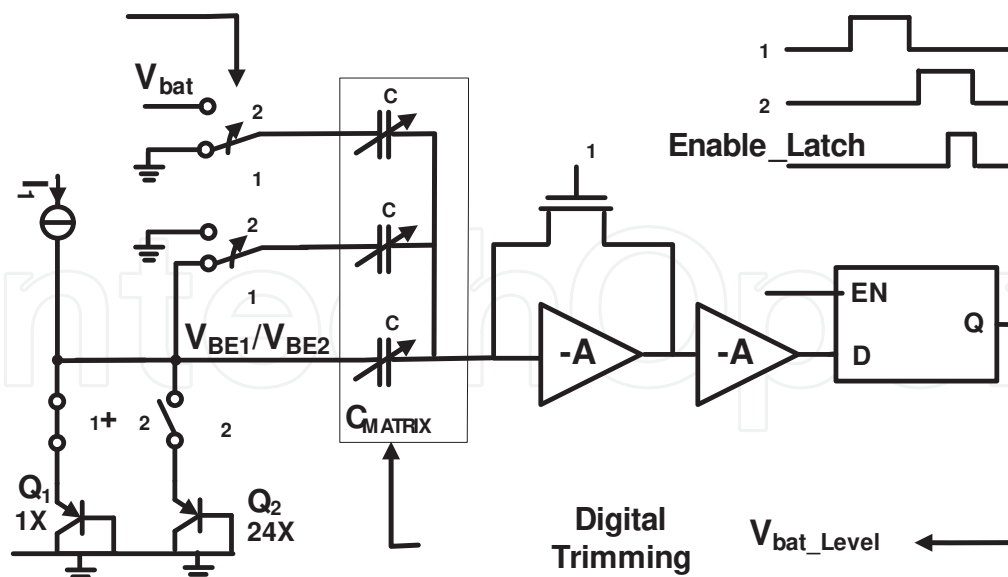 V_bat
2
1
C
1
2
Enable_Latch
I_1
2
1
C
1
V_BE1/V_BE2
C
-A
-A
EN
Q
D
1+ 2
2
C_MATRIX
Q_1
1X
Q_2
24X
Digital
Trimming
V_bat_Level